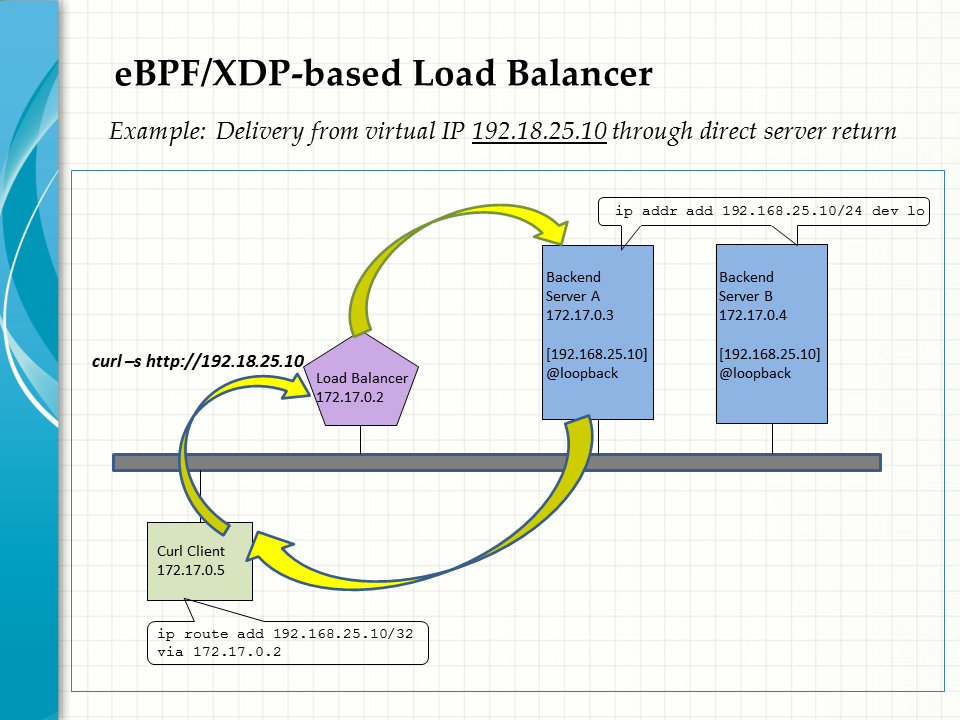 eBPF/XDP-based Load Balancer
Example: Delivery from virtual IP 192.18.25.10 through direct server return
ip addr add 192.168.25.10/24 dev lo
Backend
Server A
172.17.0.3
[192.168.25.10]
@loopback
Backend
Server B
172.17.0.4
[192.168.25.10]
@loopback
curl –s http://192.18.25.10
Load Balancer
172.17.0.2
Curl Client
172.17.0.5
ip route add 192.168.25.10/32
via 172.17.0.2